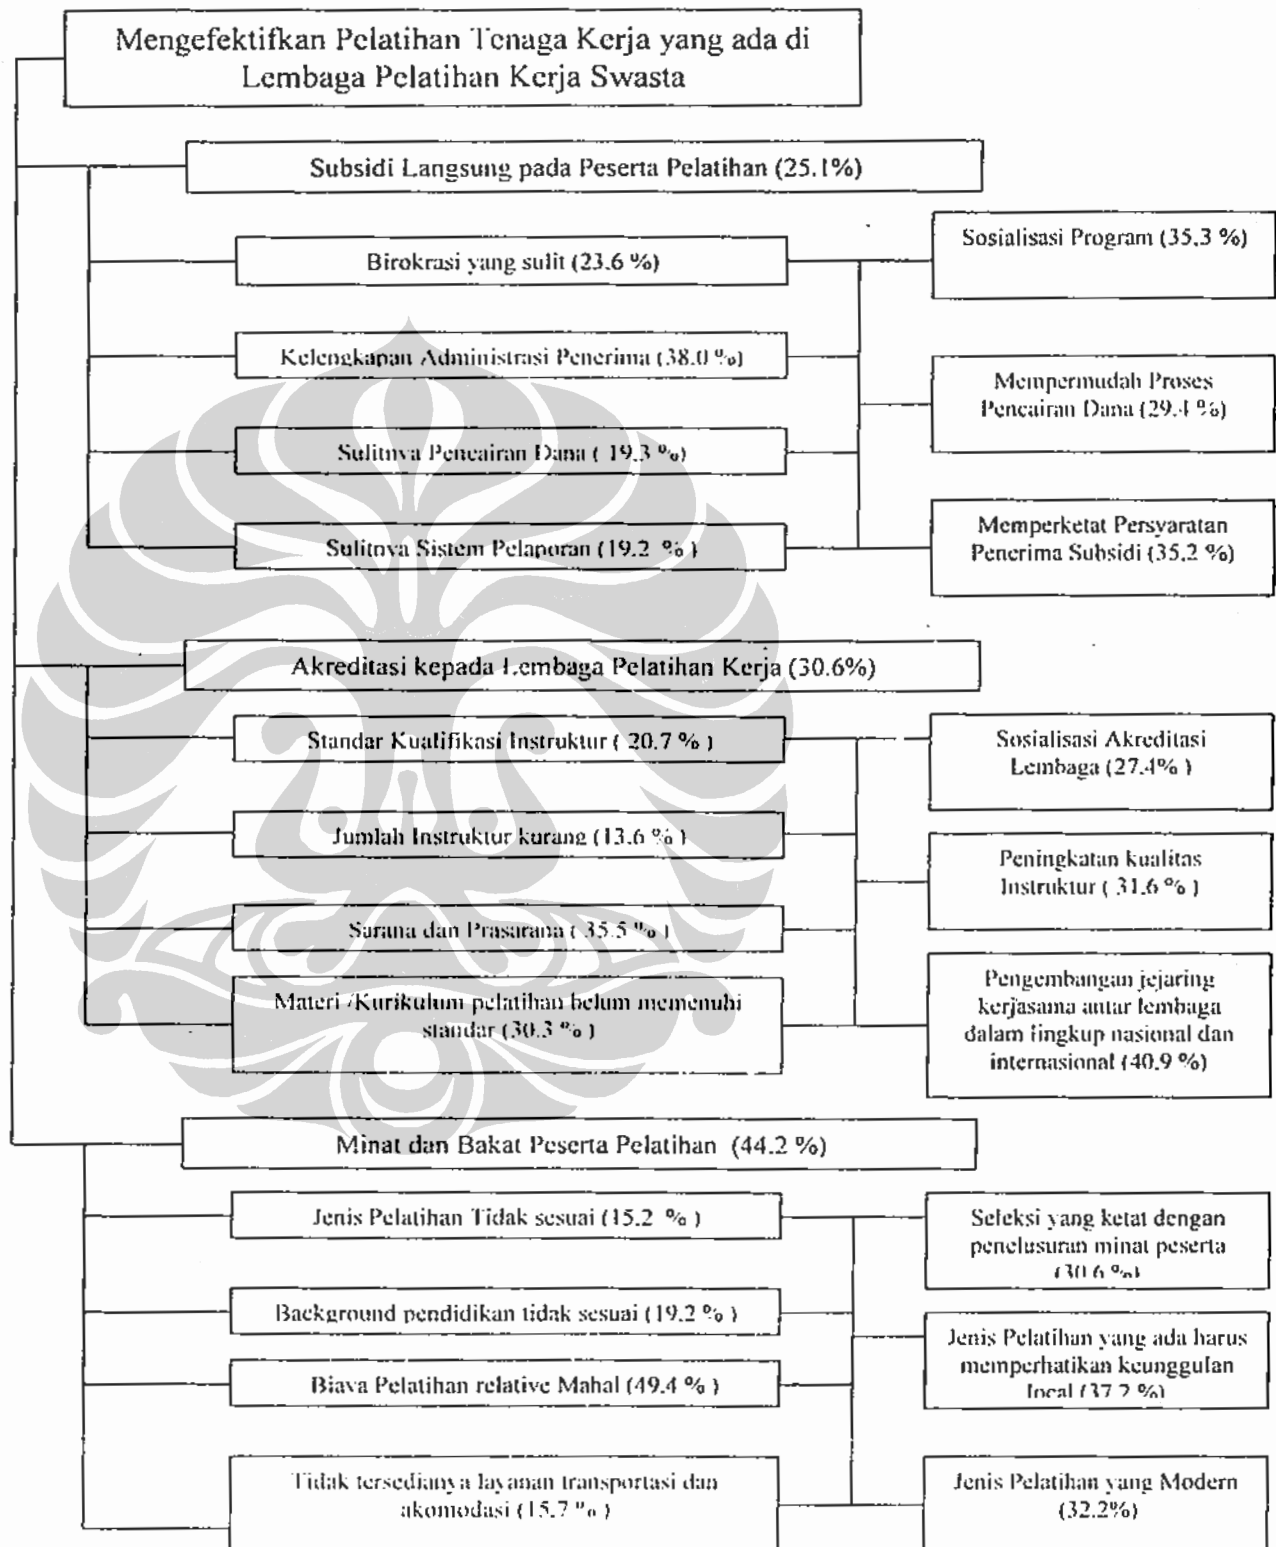 Mengefektifkan Pelatihan Tenaga Kerja yang ada di
Lembaga Pelatihan Kerja Swasta
Subsidi Langsung pada Peserta Pelatihan (25.1%)
Birokrasi yang sulit (23.6 %)
Kelengkapan Administrasi Penerima (38.0 %)
Sulitnya Pencairan Dana ( 19.3 %)
Sulitnya Sistem Pelaporan (19.2 % )
Sosialisasi Program (35.3 %)
Mempermudah Proses
Pencairan Dana (29.4 %)
Memperketat Persyaratan
Penerima Subsidi (35.2 %)
Akreditasi kepada Lembaga Pelatihan Kerja (30.6%)
Standar Kualifikasi Instruktur ( 20.7 % )
Jumlah Instruktur kurang (13.6 % )
Sarana dan Prasarana ( 35.5 % )
Materi /Kurikulum pelatihan belum memenuhi
standar (30.3 % )
Sosialisasi Akreditasi
Lembaga (27.4% )
Peningkatan kualitas
Instruktur ( 31.6 % )
Pengembangan jejaring
kerjasama antar lembaga
dalam lingkup nasional dan
internasional (40.9 %)
Minat dan Bakat Peserta Pelatihan (44.2 %)
Jenis Pelatihan Tidak sesuai (15.2 % )
Background pendidikan tidak sesuai (19.2 % )
Biaya Pelatihan relative Mahal (49.4 % )
Tidak tersedianya layanan transportasi dan
akomodasi (15.7 % )
Seleksi yang ketat dengan
penelusuran minat peserta
(30.6 %)
Jenis Pelatihan yang ada harus
memperhatikan keunggulan
local (37.2 %)
Jenis Pelatihan yang Modern
(32.2%)